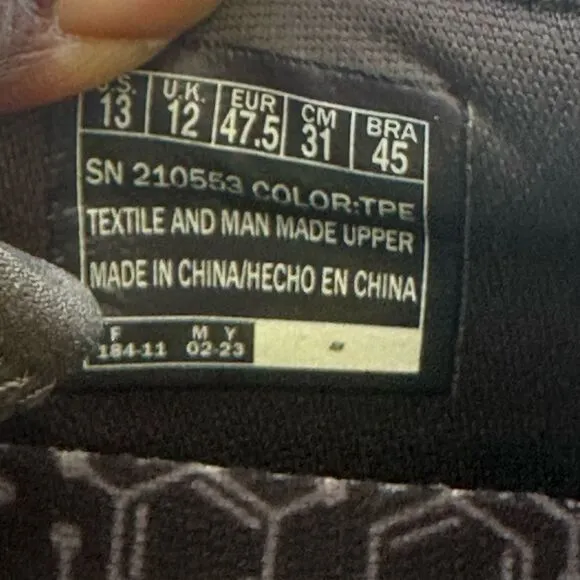 U.S. U.K. EUR CM BRA
13 12 47.5 31 45
SN 210553 COLOR:TPE
TEXTILE AND MAN MADE UPPER
MADE IN CHINA/HECHO EN CHINA
F M Y
184-11 02-23